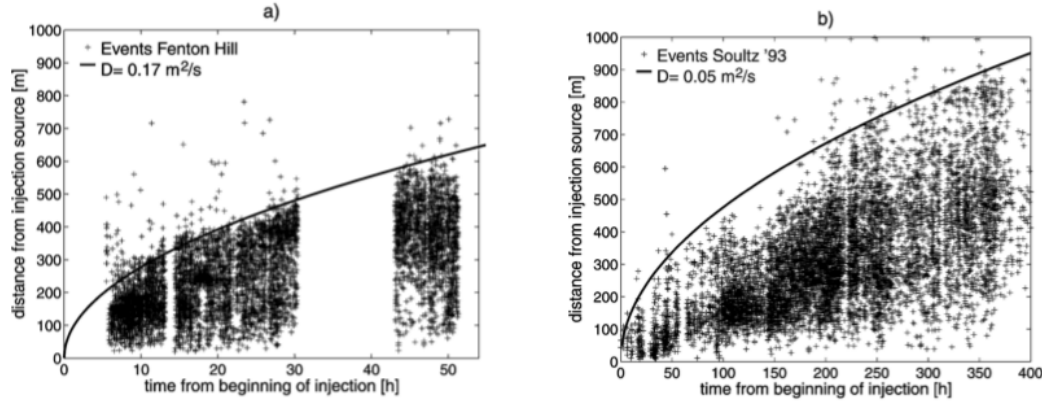 a)
1000
900
800
700
600
500
400
300
200
100
0
distance from injection source [m]
+ Events Fenton Hill
D= 0.17 m²/s
0 10 20 30 40 50
time from beginning of injection [h]
b)
1000
900
800
700
600
500
400
300
200
100
0
distance from injection source [m]
+ Events Soultz '93
D= 0.05 m²/s
0 50 100 150 200 250 300 350 400
time from beginning of injection [h]